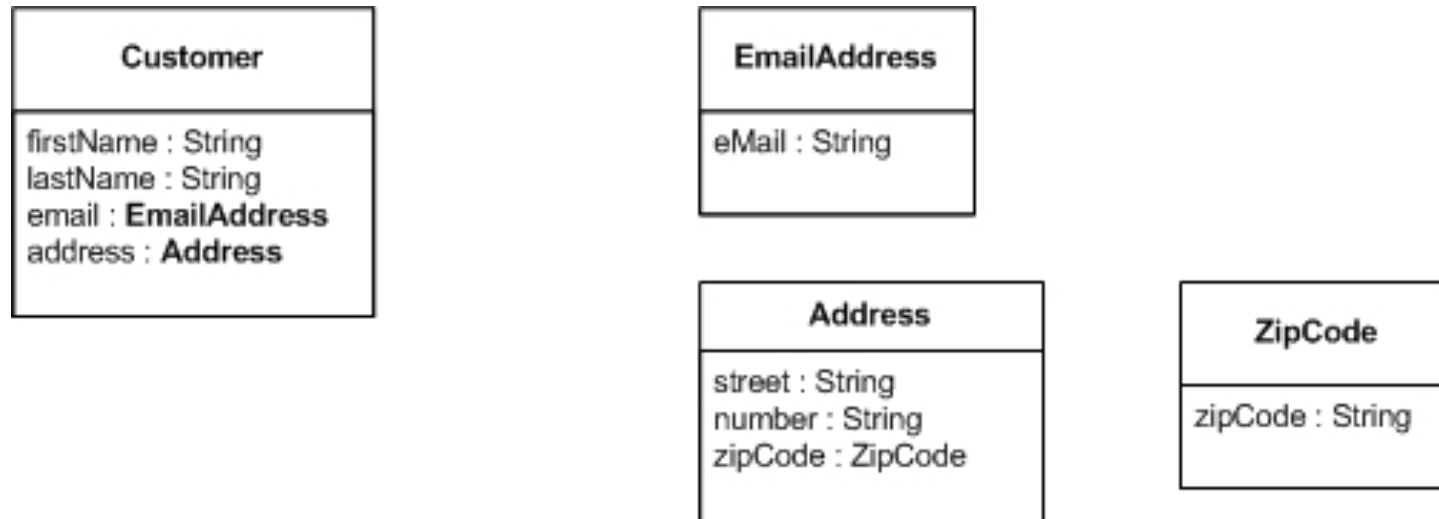 Customer
firstName : String
lastName : String
email : EmailAddress
address : Address
EmailAddress
eMail : String
Address
street : String
number : String
zipCode : ZipCode
ZipCode
zipCode : String